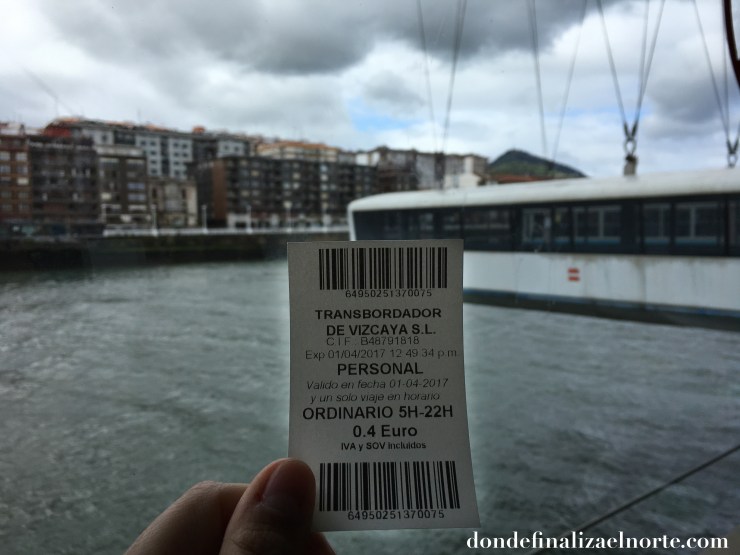 64950251370075
TRANSBORDADOR
DE VIZCAYA S.L.
C.I.F. B48791818
Exp 01/04/2017 12 49 34 p.m
PERSONAL
Valido en fecha 01-04-2017
y un solo viaje en horario
ORDINARIO 5H-22H
0.4 Euro
IVA y SOV Incluidos
64950251370075
dondefinalizaelnorte.com